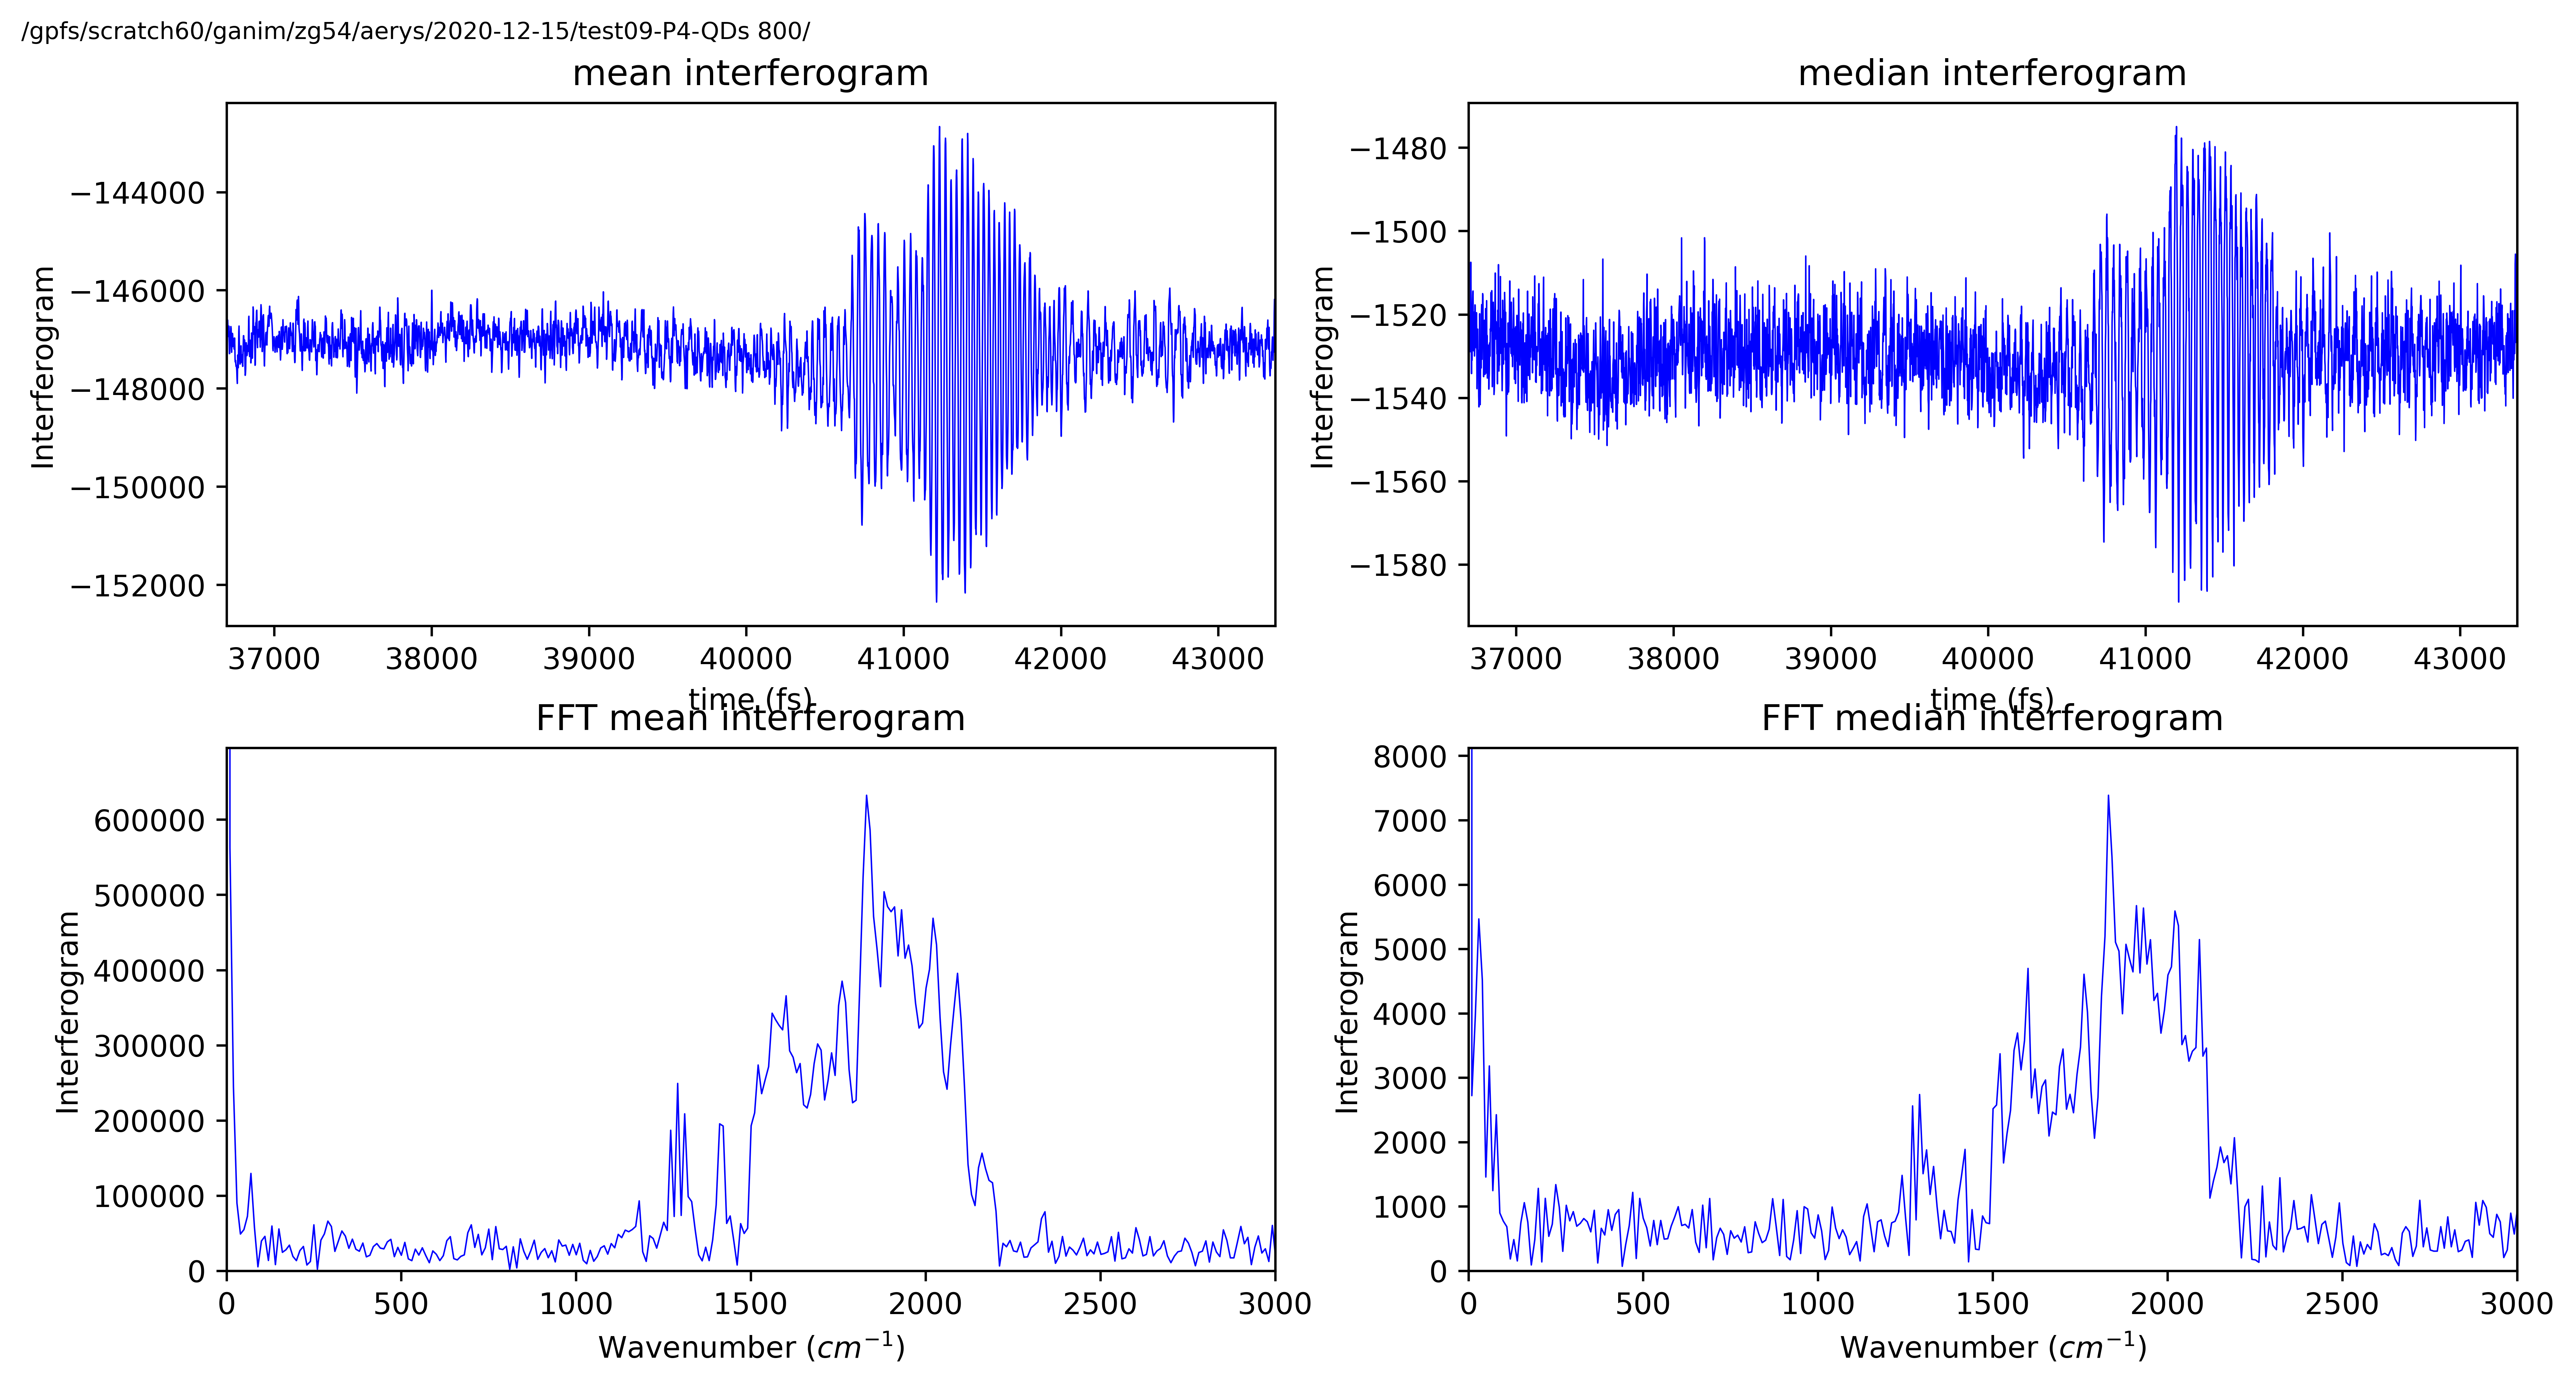 /gpfs/scratch60/ganim/zg54/aerys/2020-12-15/test09-P4-QDs 800/
mean interferogram
Interferogram
−144000
−146000
−148000
−150000
−152000
37000 38000 39000 40000 41000 42000 43000
time (fs)
median interferogram
Interferogram
−1480
−1500
−1520
−1540
−1560
−1580
37000 38000 39000 40000 41000 42000 43000
time (fs)
FFT mean interferogram
Interferogram
600000
500000
400000
300000
200000
100000
0
0 500 1000 1500 2000 2500 3000
Wavenumber (cm⁻¹)
FFT median interferogram
Interferogram
8000
7000
6000
5000
4000
3000
2000
1000
0
0 500 1000 1500 2000 2500 3000
Wavenumber (cm⁻¹)